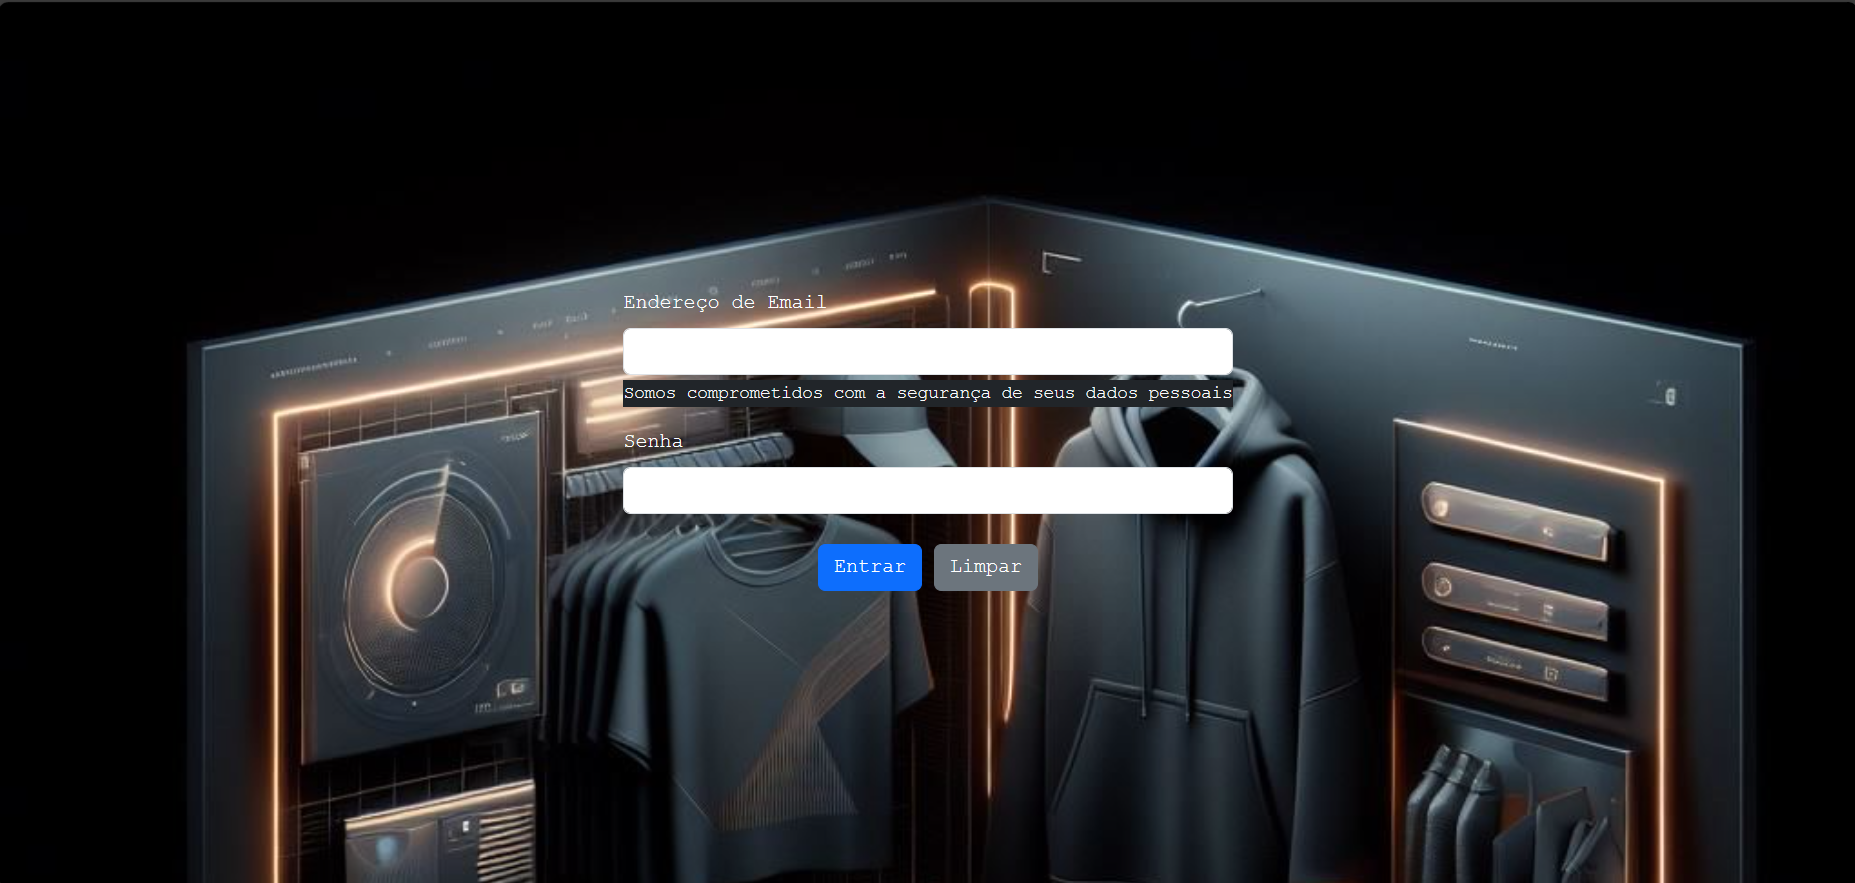 Endereço de Email
Somos comprometidos com a segurança de seus dados pessoais
Senha
Entrar
Limpar